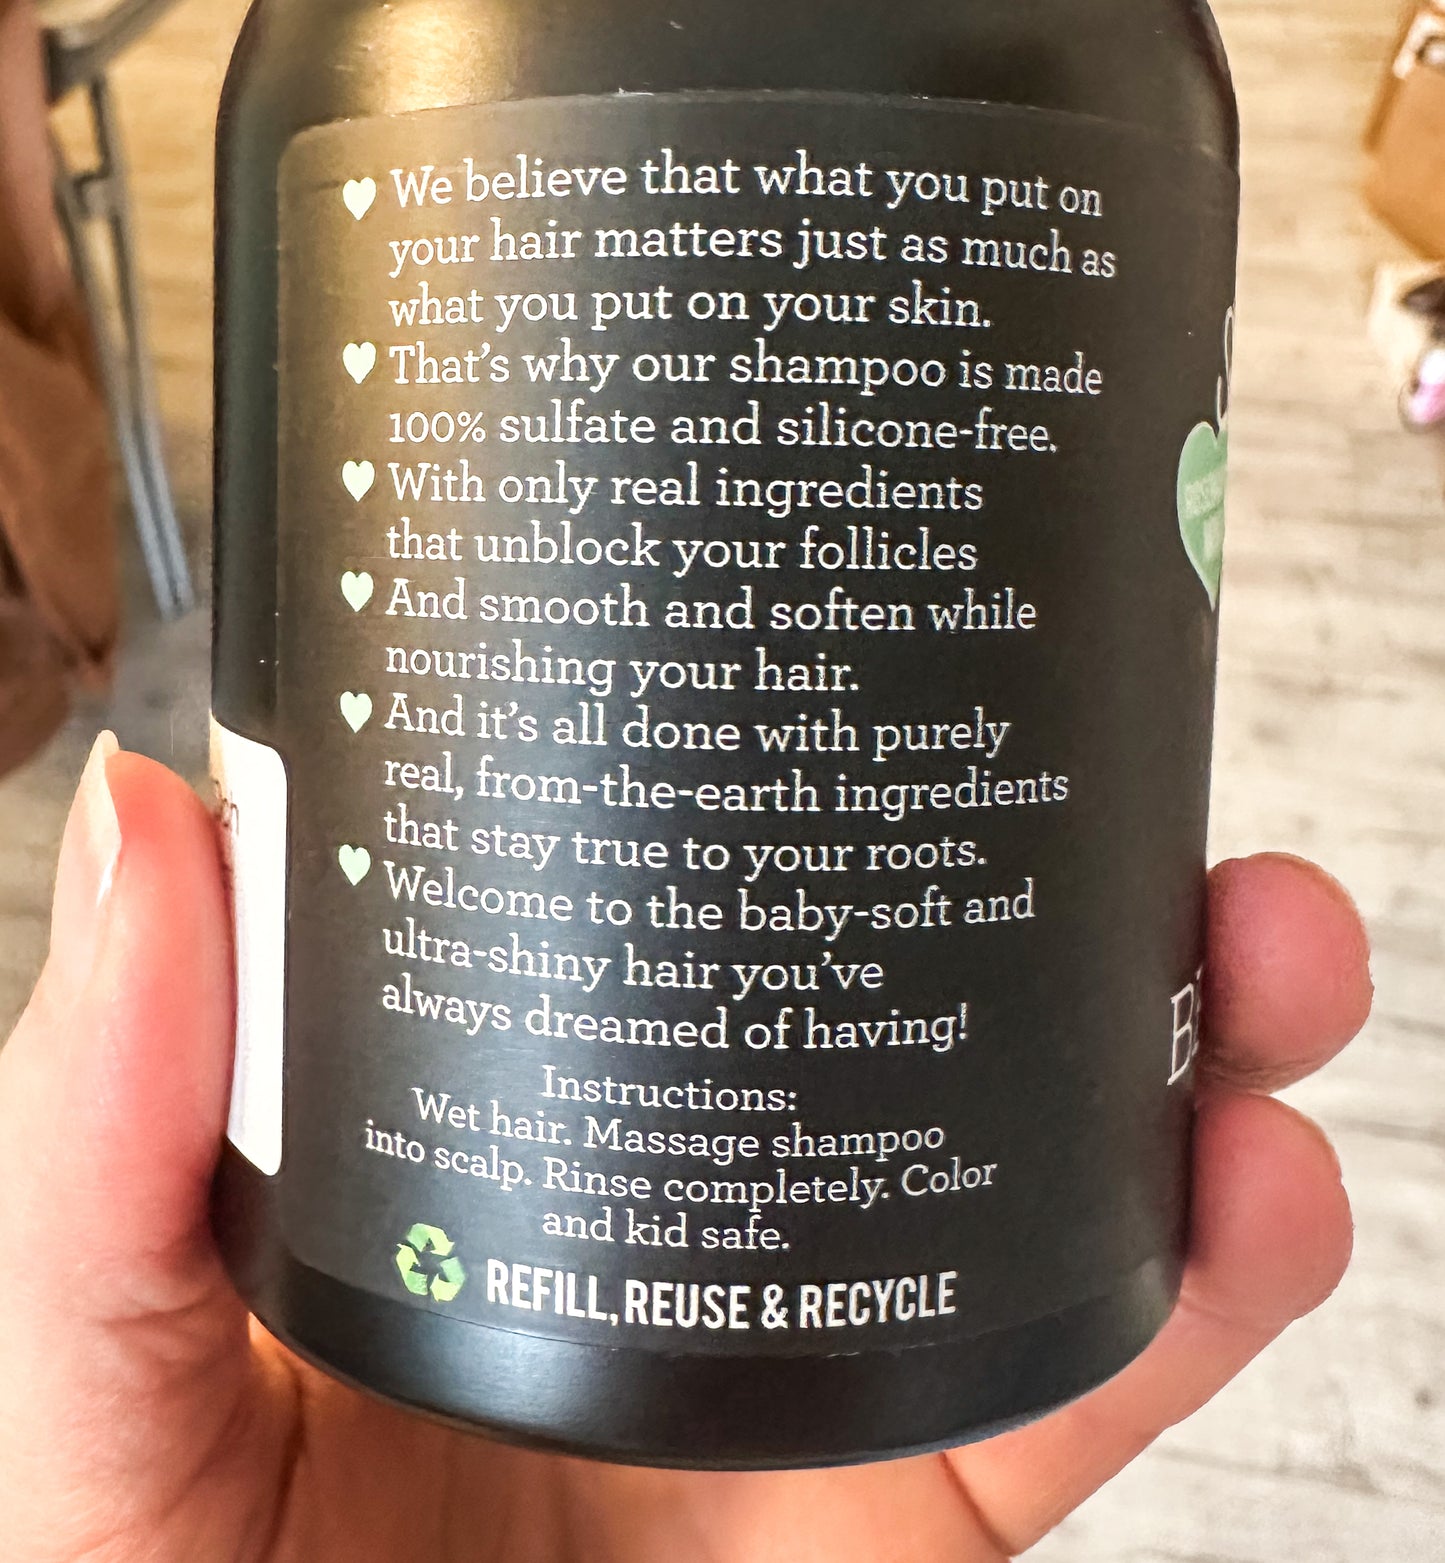 We believe that what you put on
your hair matters just as much as
what you put on your skin.
That's why our shampoo is made
100% sulfate and silicone-free.
With only real ingredients
that unblock your follicles
And smooth and soften while
nourishing your hair.
And it's all done with purely
real, from-the-earth ingredients
that stay true to your roots.
Welcome to the baby-soft and
ultra-shiny hair you've
always dreamed of having!
Instructions:
Wet hair. Massage shampoo
into scalp. Rinse completely. Color
and kid safe.
REFILL, REUSE & RECYCLE